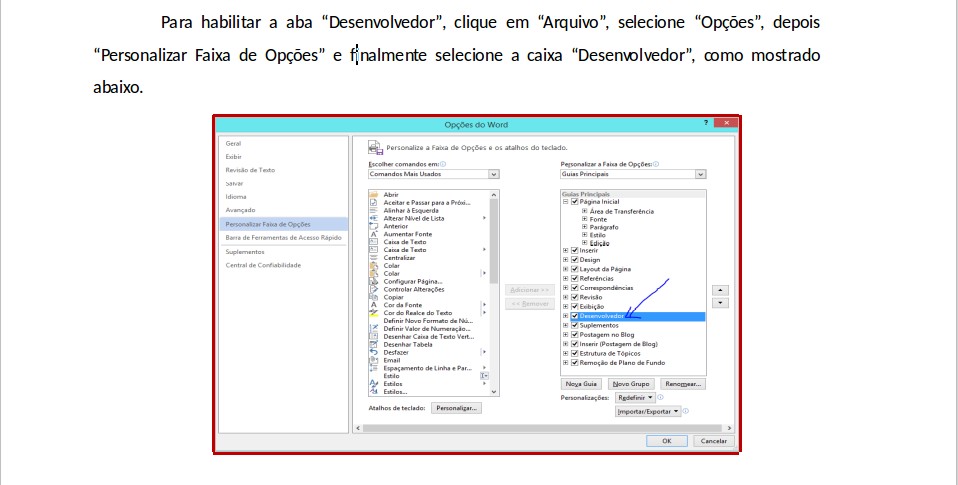 Para habilitar a aba “Desenvolvedor”, clique em “Arquivo”, selecione “Opções”, depois
“Personalizar Faixa de Opções” e finalmente selecione a caixa “Desenvolvedor”, como mostrado
abaixo.
Opções do Word
Geral
Exibir
Revisão de Texto
Salvar
Idioma
Avançado
Personalizar Faixa de Opções
Barra de Ferramentas de Acesso Rápido
Suplementos
Central de Confiabilidade
Personalize a Faixa de Opções e os atalhos do teclado.
Escolher comandos em:
Comandos Mais Usados
Abrir
Aceitar e Passar para a Próxi...
Alinhar à Esquerda
Alterar Nível de Lista
Anterior
Aumentar Fonte
Caixa de Texto
Caixa de Texto
Centralizar
Colar
Colar
Configurar Página...
Controlar Alterações
Copiar
Cor da Fonte
Cor do Realce do Texto
Definir Novo Formato de Nú...
Definir Valor de Numeração...
Desenhar Caixa de Texto Vert...
Desenhar Tabela
Desfazer
Email
Espaçamento de Linha e Par...
Estilo
Estilos
Estilos...
Atalhos de teclado:
Personalizar...
Adicionar >>
<< Remover
Personalizar a Faixa de Opções:
Guias Principais
Guias Principais
Página Inicial
Área de Transferência
Fonte
Parágrafo
Estilo
Edição
Inserir
Design
Layout da Página
Referências
Correspondências
Revisão
Exibição
Desenvolvedor
Suplementos
Postagem no Blog
Inserir (Postagem de Blog)
Estrutura de Tópicos
Remoção de Plano de Fundo
Nova Guia
Novo Grupo
Renomear...
Personalizações:
Redefinir
Importar/Exportar
OK
Cancelar